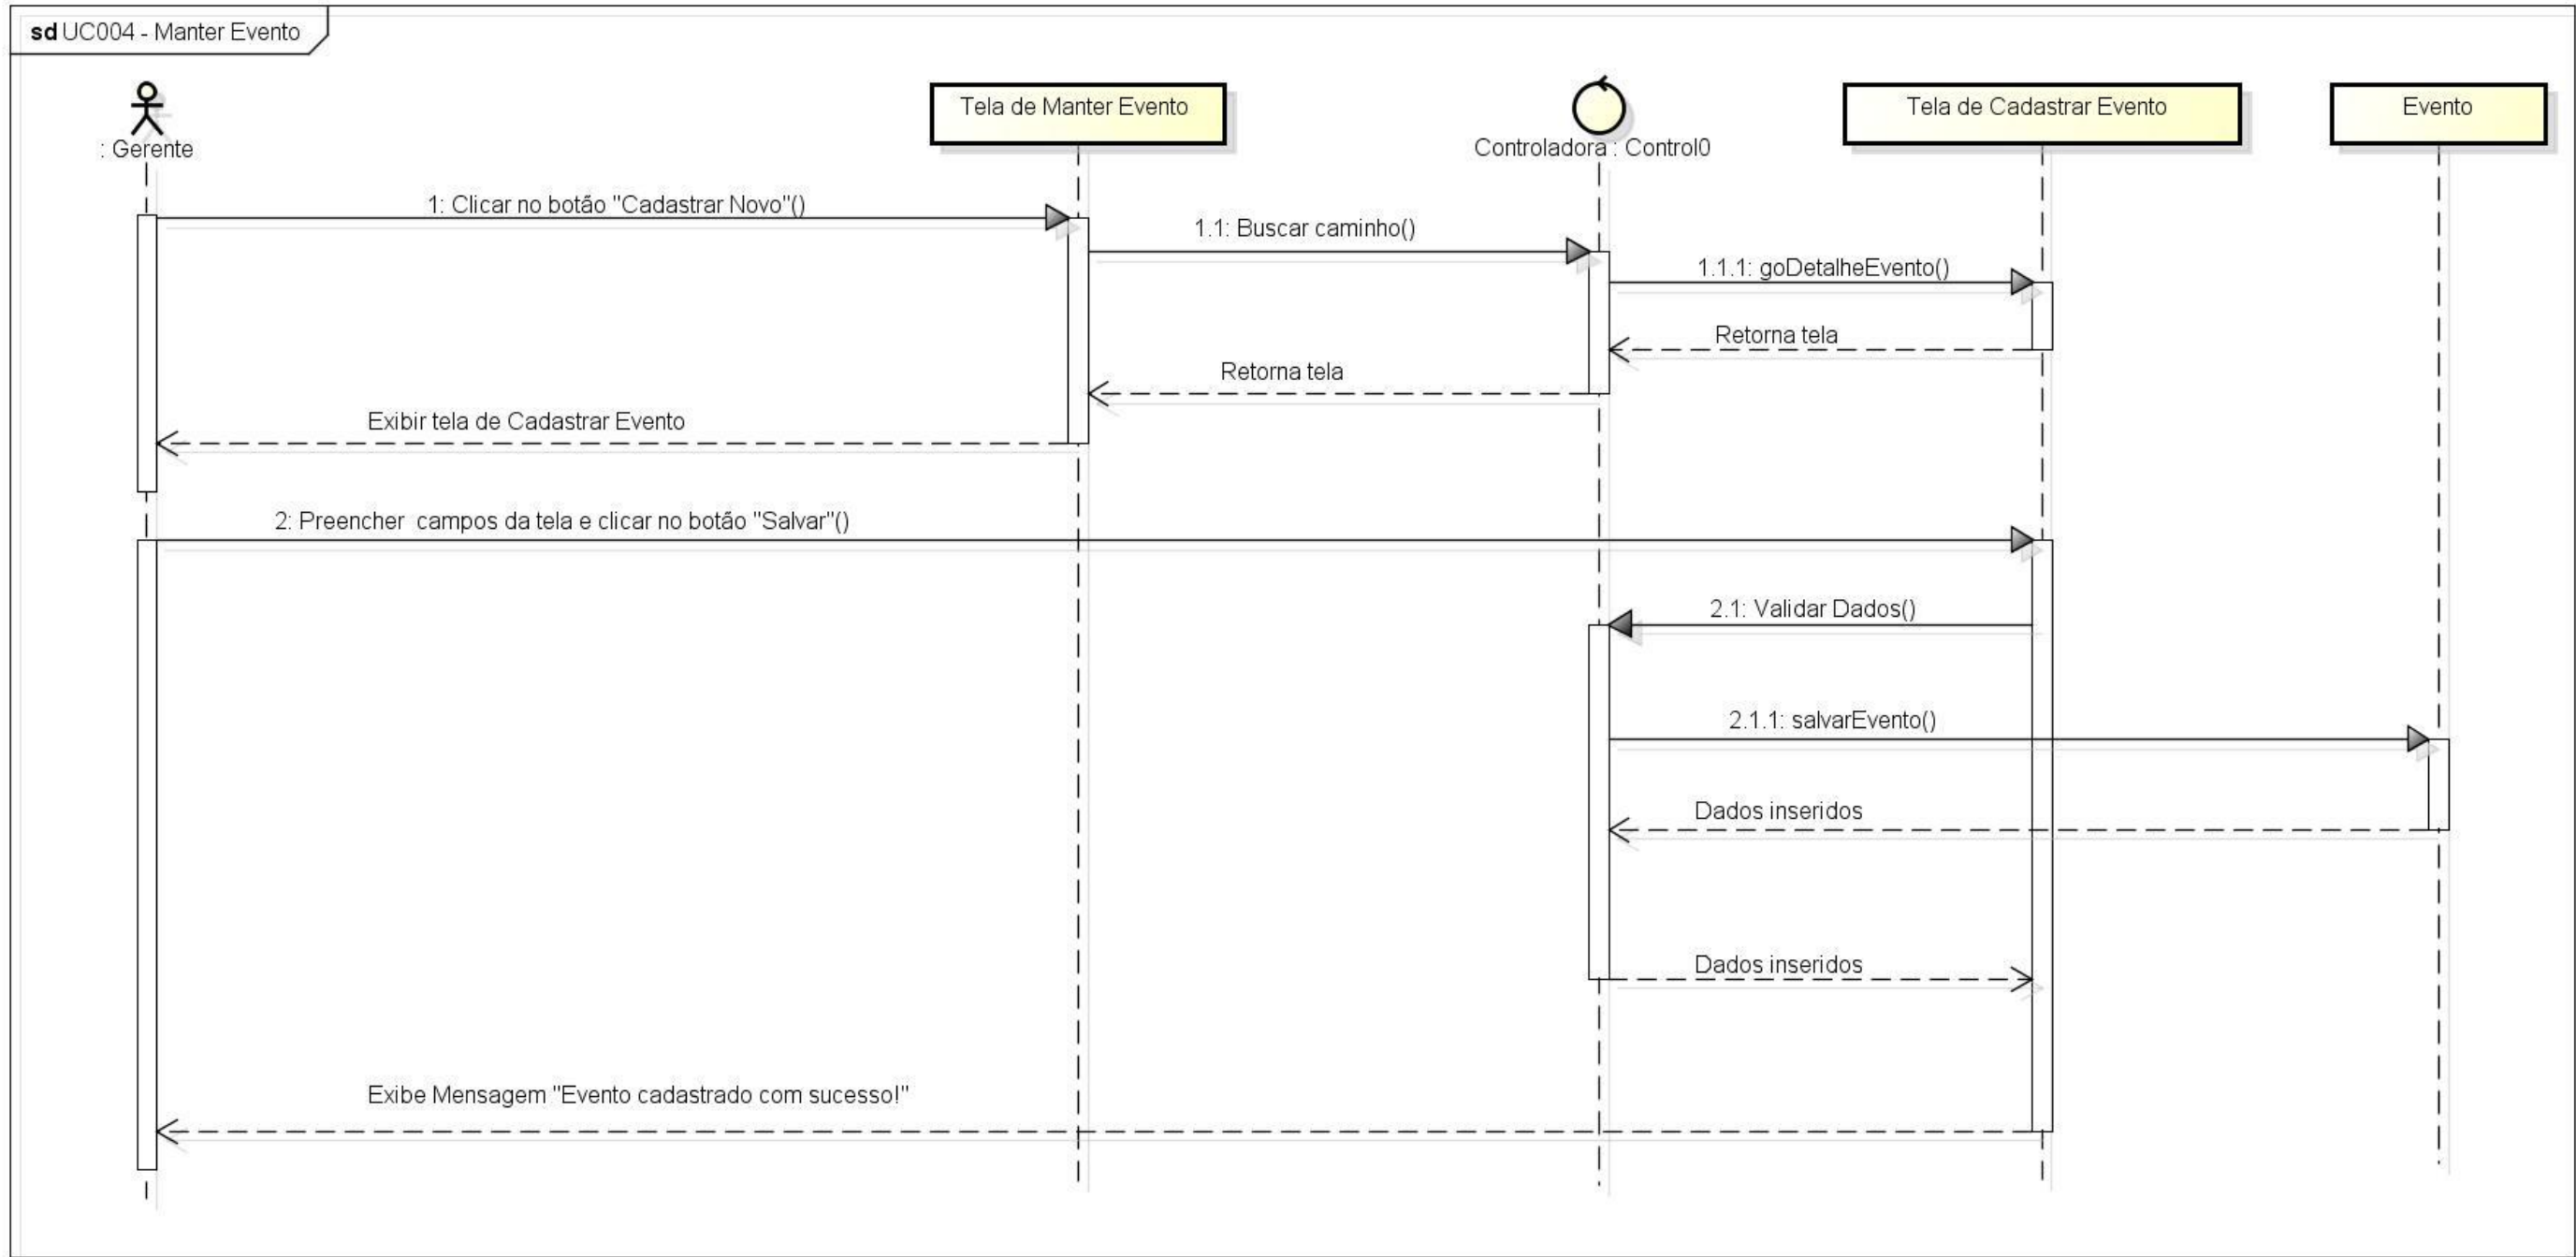 sd UC004 - Manter Evento
: Gerente
Tela de Manter Evento
Controladora : Control0
Tela de Cadastrar Evento
Evento
1: Clicar no botão "Cadastrar Novo"()
1.1: Buscar caminho()
1.1.1: goDetalheEvento()
Retorna tela
Retorna tela
Exibir tela de Cadastrar Evento
2: Preencher  campos da tela e clicar no botão "Salvar"()
2.1: Validar Dados()
2.1.1: salvarEvento()
Dados inseridos
Dados inseridos
Exibe Mensagem "Evento cadastrado com sucesso!"